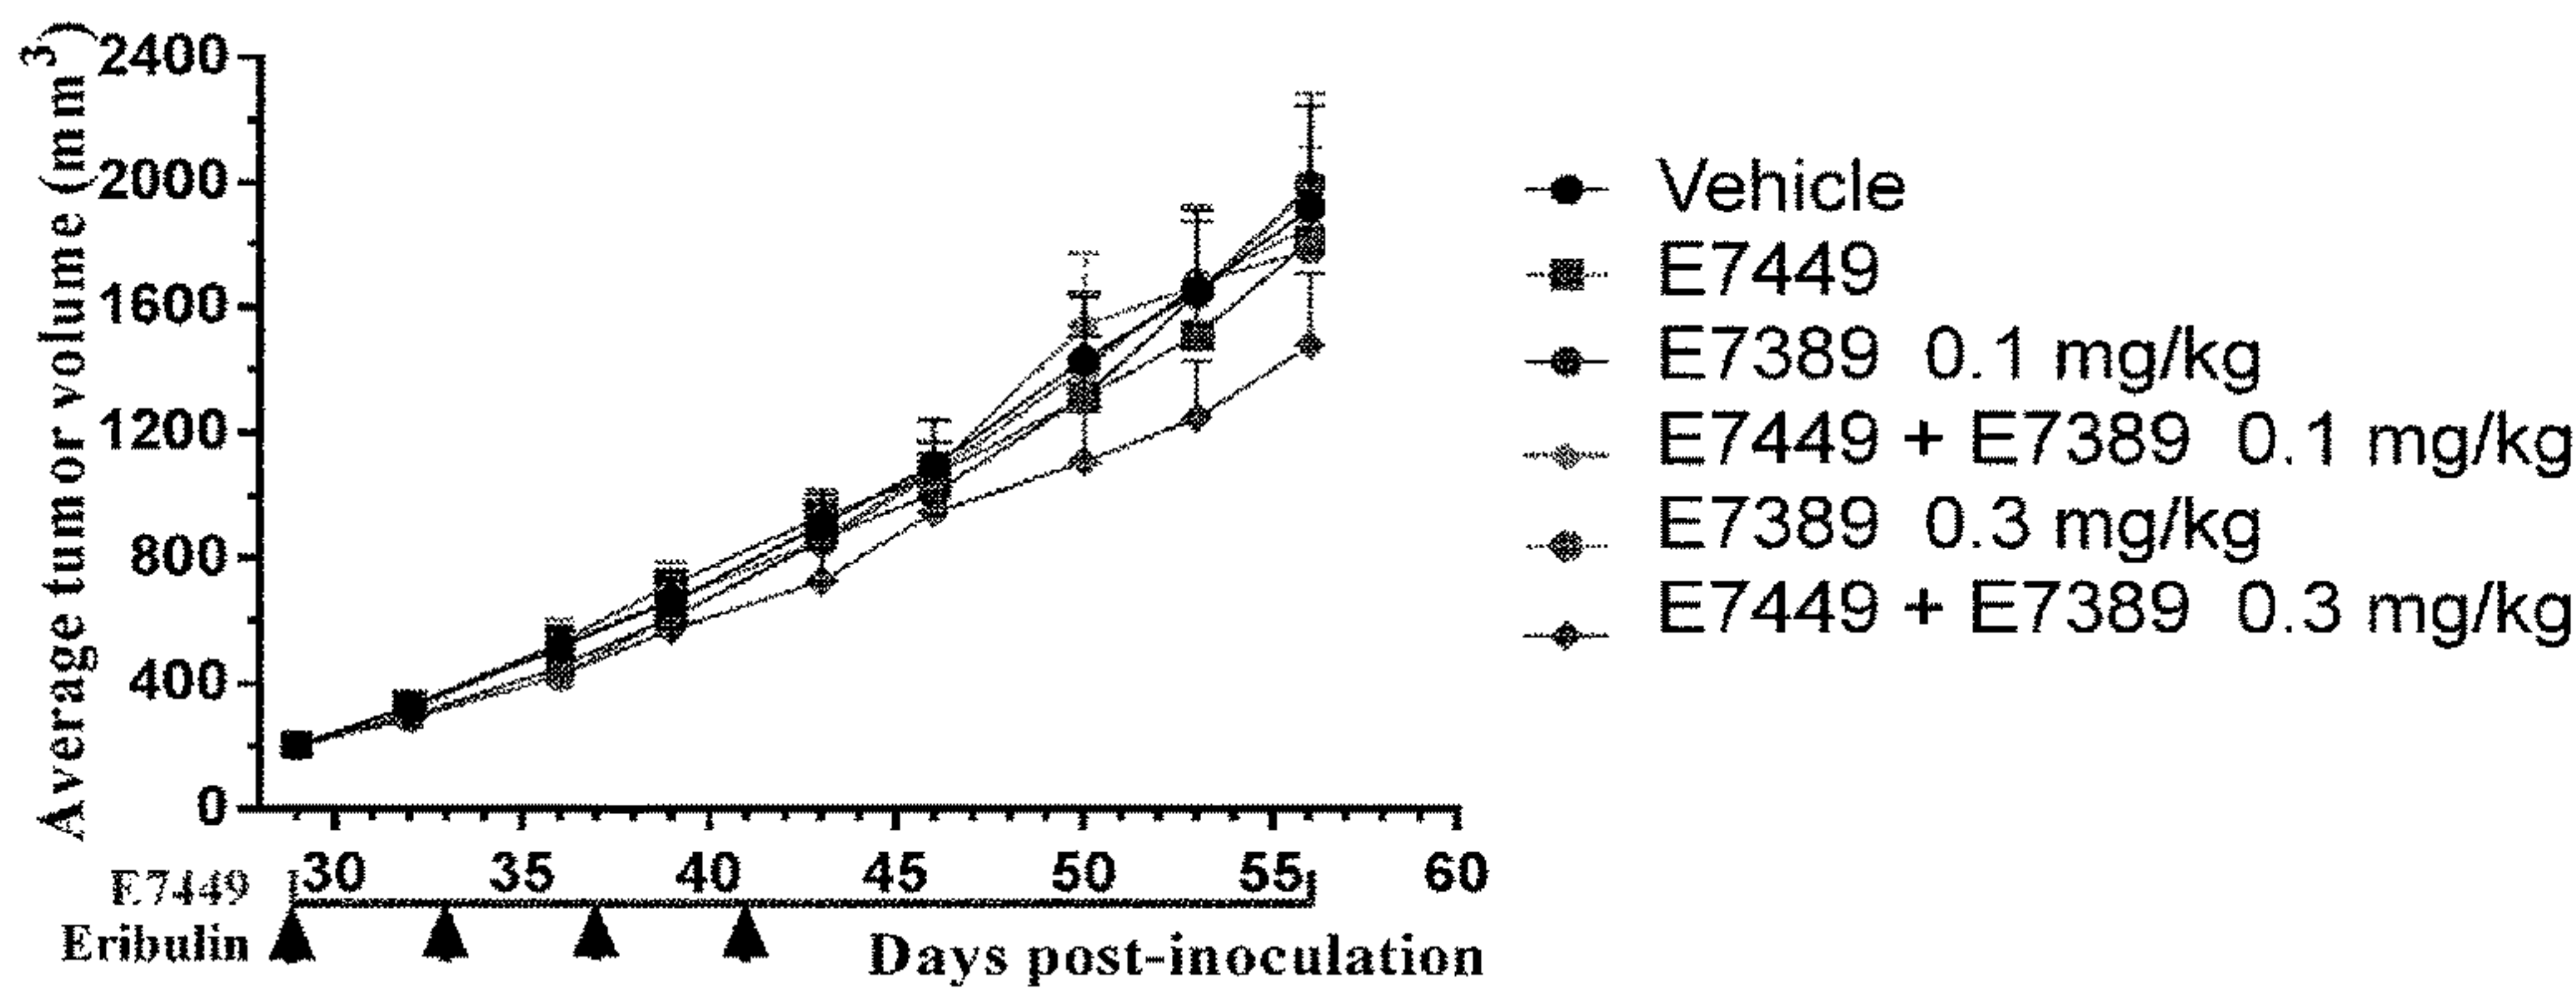 Average tumor volume (mm³)
2400
2000
1600
1200
800
400
0
30 35 40 45 50 55 60
E7449
Eribulin
Days post-inoculation
Vehicle
E7449
E7389 0.1 mg/kg
E7449 + E7389 0.1 mg/kg
E7389 0.3 mg/kg
E7449 + E7389 0.3 mg/kg